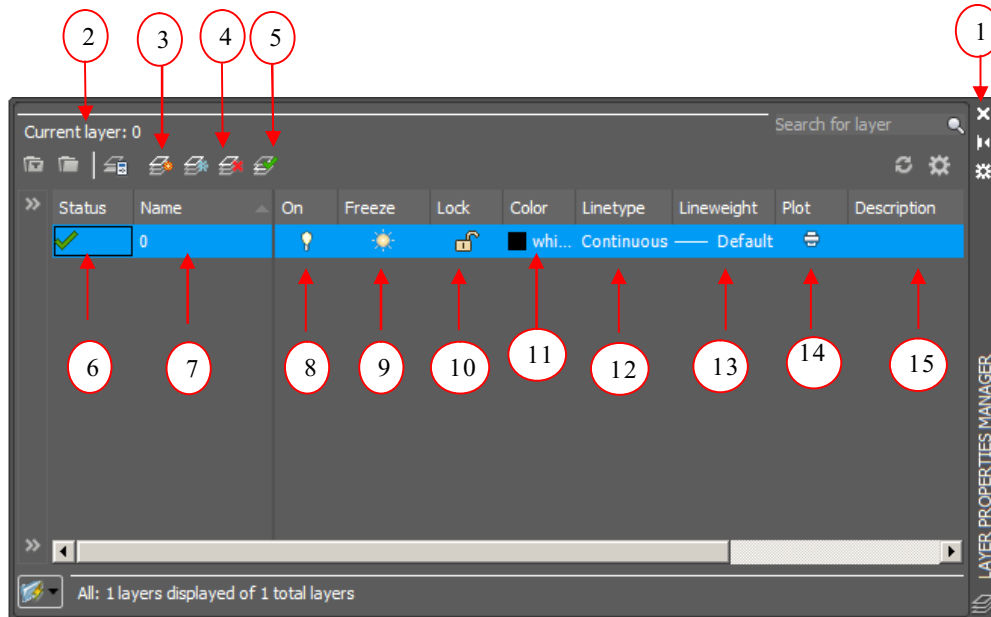 1
2
3
4
5
Current layer: 0
Search for layer
Status Name On Freeze Lock Color Linetype Lineweight Plot Description
0 whi... Continuous Default
6
7
8
9
10
11
12
13
14
15
LAYER PROPERTIES MANAGER
All: 1 layers displayed of 1 total layers